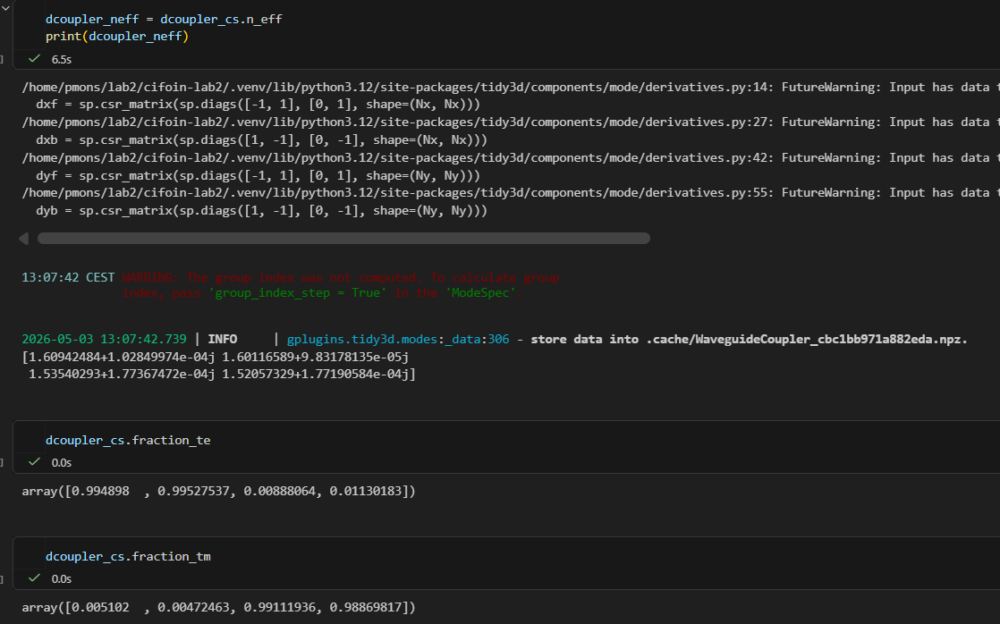 dcoupler_neff = dcoupler_cs.n_eff
print(dcoupler_neff)
6.5s
/home/pmons/lab2/cifoin-lab2/.venv/lib/python3.12/site-packages/tidy3d/components/mode/derivatives.py:14: FutureWarning: Input has data
  dxf = sp.csr_matrix(sp.diags([-1, 1], [0, 1], shape=(Nx, Nx)))
/home/pmons/lab2/cifoin-lab2/.venv/lib/python3.12/site-packages/tidy3d/components/mode/derivatives.py:27: FutureWarning: Input has data
  dxb = sp.csr_matrix(sp.diags([1, -1], [0, -1], shape=(Nx, Nx)))
/home/pmons/lab2/cifoin-lab2/.venv/lib/python3.12/site-packages/tidy3d/components/mode/derivatives.py:42: FutureWarning: Input has data
  dyf = sp.csr_matrix(sp.diags([-1, 1], [0, 1], shape=(Ny, Ny)))
/home/pmons/lab2/cifoin-lab2/.venv/lib/python3.12/site-packages/tidy3d/components/mode/derivatives.py:55: FutureWarning: Input has data
  dyb = sp.csr_matrix(sp.diags([1, -1], [0, -1], shape=(Ny, Ny)))
13:07:42 CEST WARNING: The group index was not computed. To calculate group
index, pass 'group_index_step = True' in the 'ModeSpec'.
2026-05-03 13:07:42.739 | INFO     | gplugins.tidy3d.modes:_data:306 - store data into .cache/WaveguideCoupler_cbc1bb971a882eda.npz.
[1.60942484+1.02849974e-04j 1.60116589+9.83178135e-05j
 1.53540293+1.77367472e-04j 1.52057329+1.77190584e-04j]
dcoupler_cs.fraction_te
0.0s
array([0.994898  , 0.99527537, 0.00888064, 0.01130183])
dcoupler_cs.fraction_tm
0.0s
array([0.005102  , 0.00472463, 0.99111936, 0.98869817])